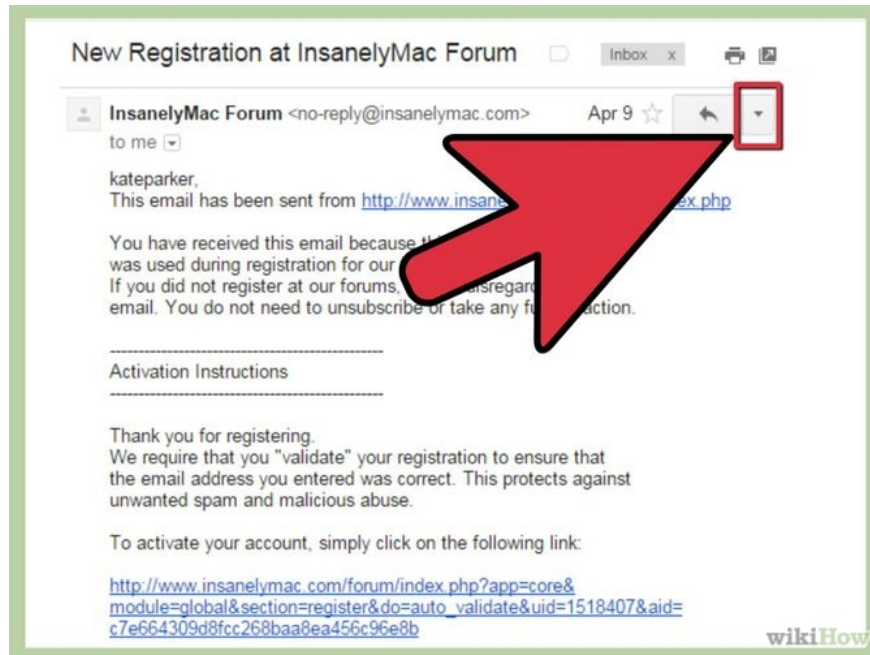 New Registration at InsanelyMac Forum
Inbox x
InsanelyMac Forum <no-reply@insanelymac.com> Apr 9
to me
kateparker,
This email has been sent from http://www.insane ex.php
You have received this email because
was used during registration for our
If you did not register at our forums,
email. You do not need to unsubscribe or take any action.
------------------------------------------------
Activation Instructions
------------------------------------------------
Thank you for registering.
We require that you "validate" your registration to ensure that
the email address you entered was correct. This protects against
unwanted spam and malicious abuse.
To activate your account, simply click on the following link:
http://www.insanelymac.com/forum/index.php?app=core&
module=global&section=register&do=auto_validate&uid=1518407&aid=
c7e664309d8fcc268baa8ea456c96e8b
wikiHow